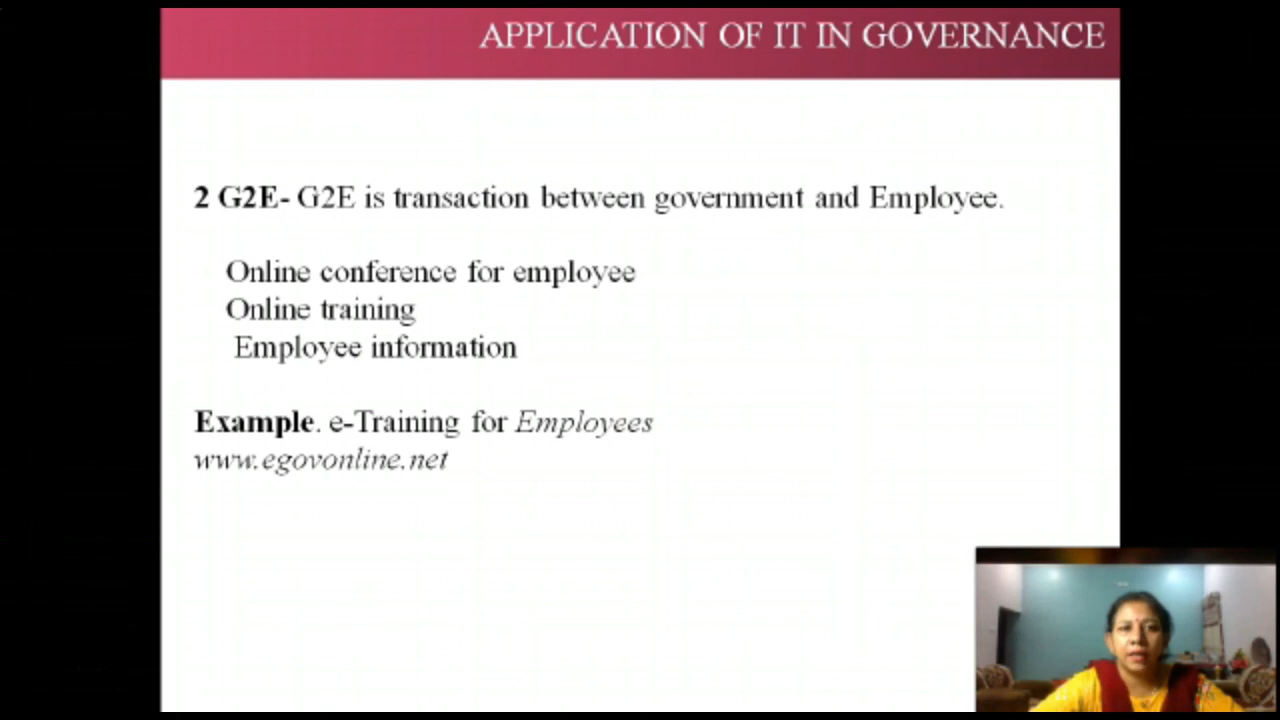 APPLICATION OF IT IN GOVERNANCE
2 G2E- G2E is transaction between government and Employee.
Online conference for employee
Online training
Employee information
Example. e-Training for Employees
www.egovonline.net